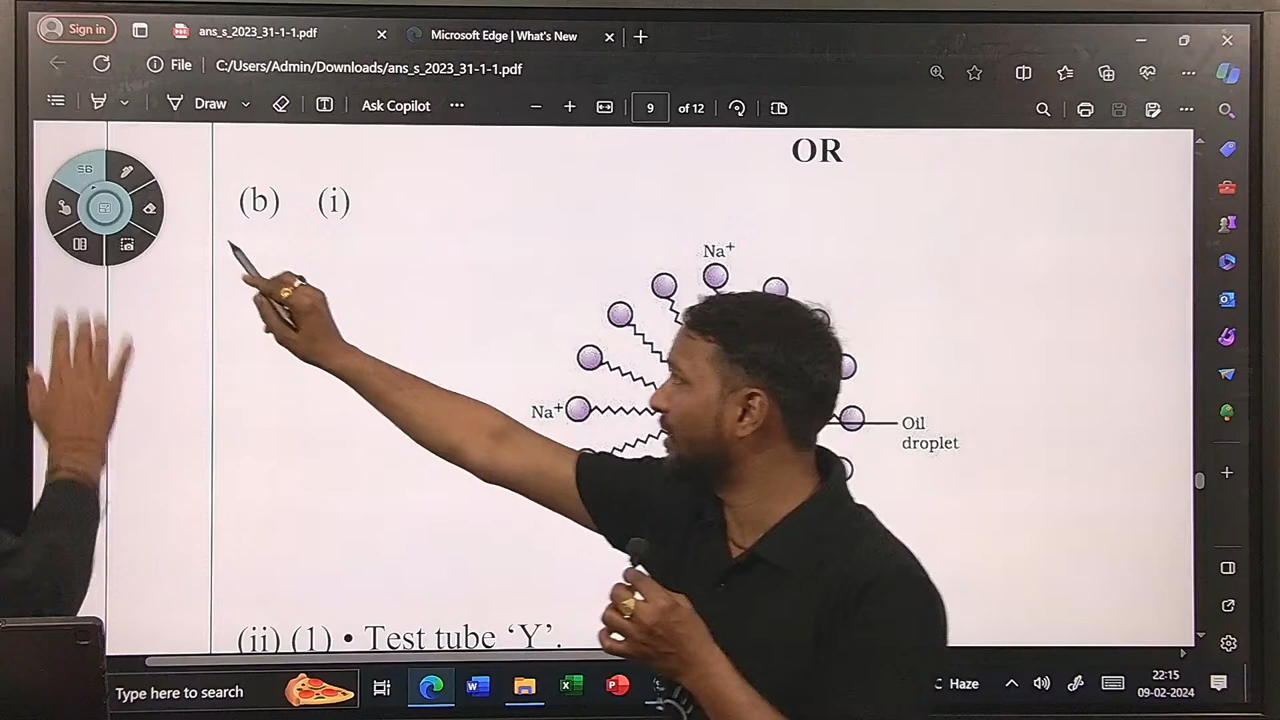 Sign in
ans_s_2023_31-1-1.pdf
Microsoft Edge | What's New
File
C:/Users/Admin/Downloads/ans_s_2023_31-1-1.pdf
Draw
Ask Copilot
9 of 12
OR
SB
(b) (i)
Na+
Na+
Oil
droplet
(ii) (1) • Test tube ‘Y’.
Type here to search
Haze
22:15
09-02-2024